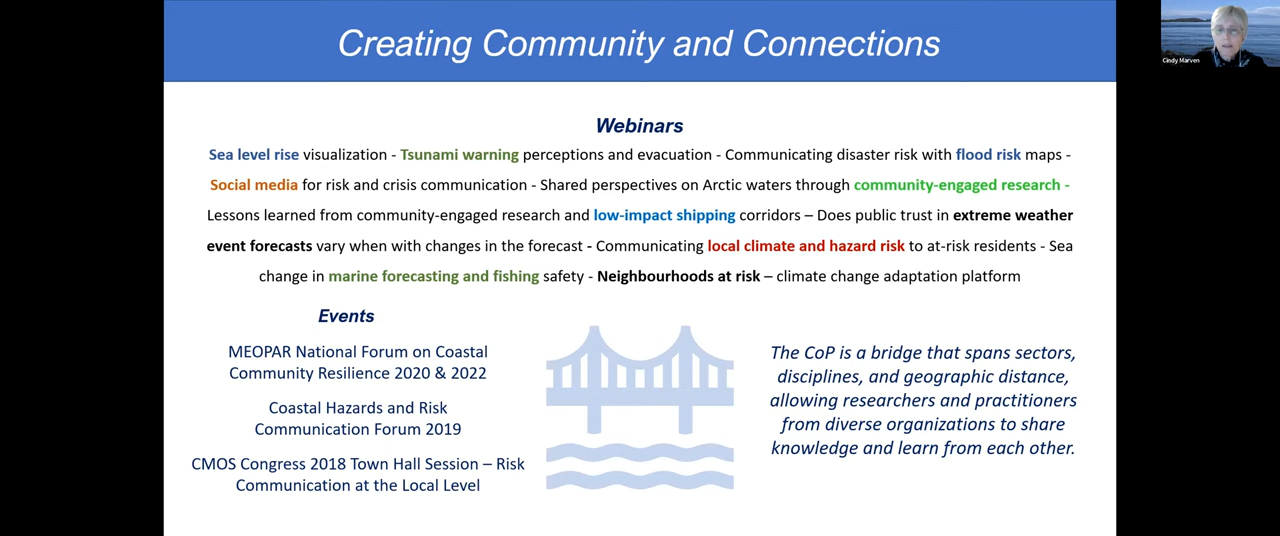 Creating Community and Connections
Cindy Marven
Webinars
Sea level rise visualization - Tsunami warning perceptions and evacuation - Communicating disaster risk with flood risk maps -
Social media for risk and crisis communication - Shared perspectives on Arctic waters through community-engaged research -
Lessons learned from community-engaged research and low-impact shipping corridors – Does public trust in extreme weather
event forecasts vary when with changes in the forecast - Communicating local climate and hazard risk to at-risk residents - Sea
change in marine forecasting and fishing safety - Neighbourhoods at risk – climate change adaptation platform
Events
MEOPAR National Forum on Coastal
Community Resilience 2020 & 2022
Coastal Hazards and Risk
Communication Forum 2019
CMOS Congress 2018 Town Hall Session – Risk
Communication at the Local Level
The CoP is a bridge that spans sectors,
disciplines, and geographic distance,
allowing researchers and practitioners
from diverse organizations to share
knowledge and learn from each other.